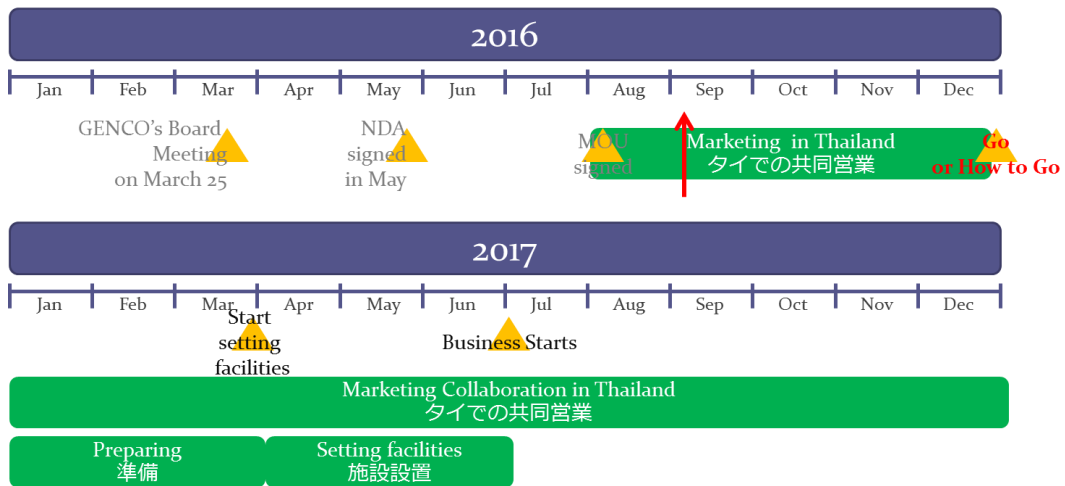 2016
Jan Feb Mar Apr May Jun Jul Aug Sep Oct Nov Dec
GENCO's Board
Meeting
on March 25
NDA
signed
in May
MOU
signed
Marketing in Thailand
タイでの共同営業
Go
or How to Go
2017
Jan Feb Mar Apr May Jun Jul Aug Sep Oct Nov Dec
Start
setting
facilities
Business Starts
Marketing Collaboration in Thailand
タイでの共同営業
Preparing
準備
Setting facilities
施設設置